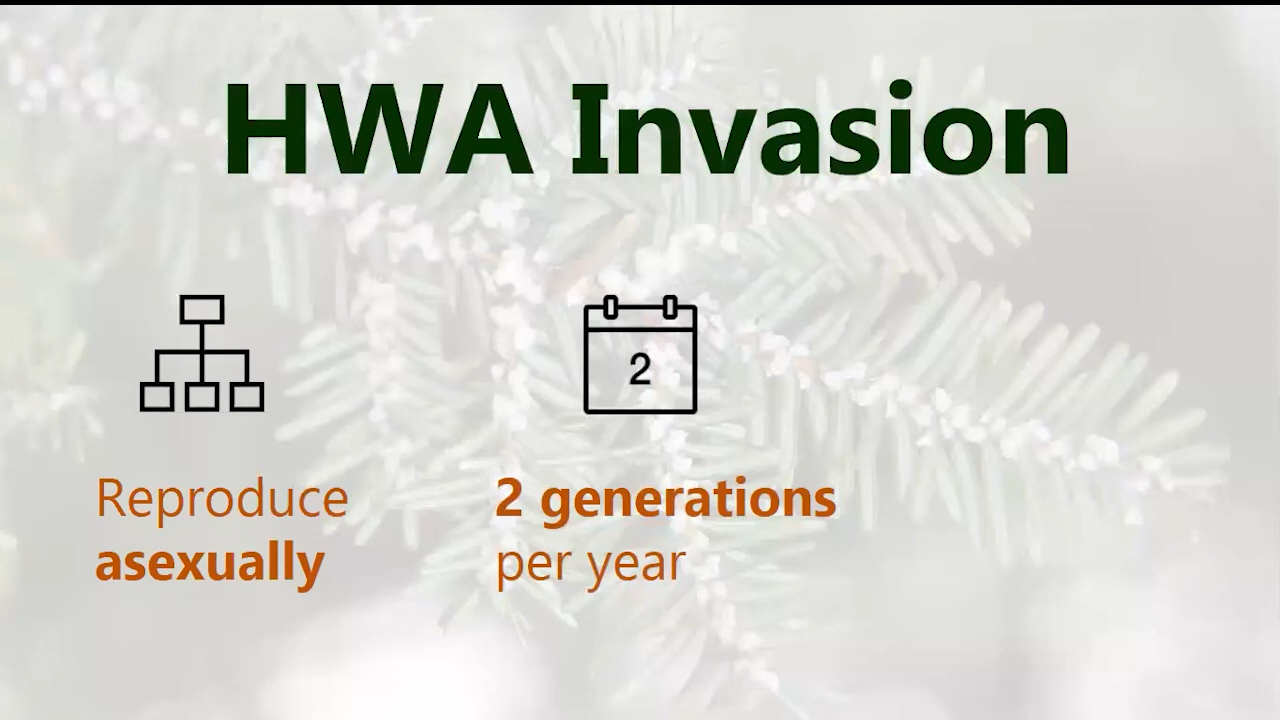 HWA Invasion
2
Reproduce
asexually
2 generations
per year